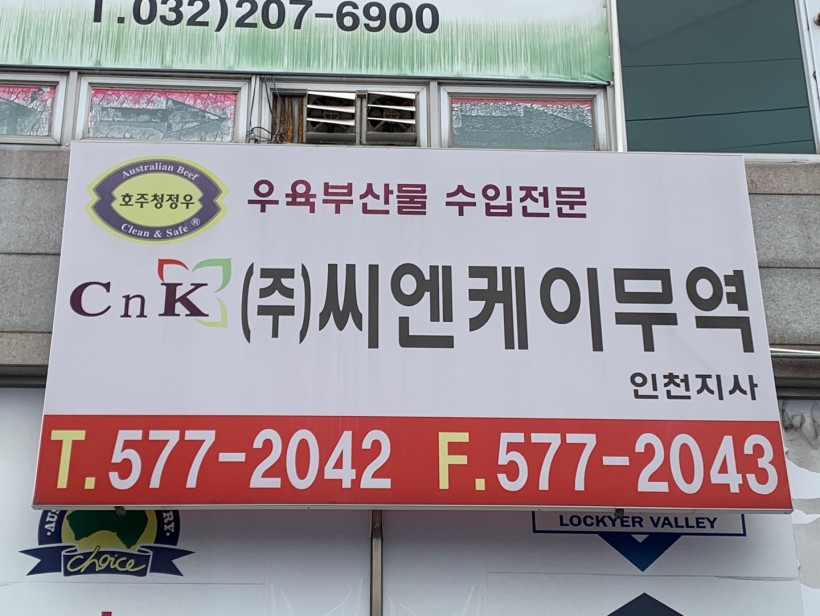 T.032)207-6900
Australian Beef
호주청정우
Clean & Safe ®
우육부산물 수입전문
CnK (주)씨엔케이무역
인천지사
T.577-2042 F.577-2043
choice
LOCKYER VALLEY